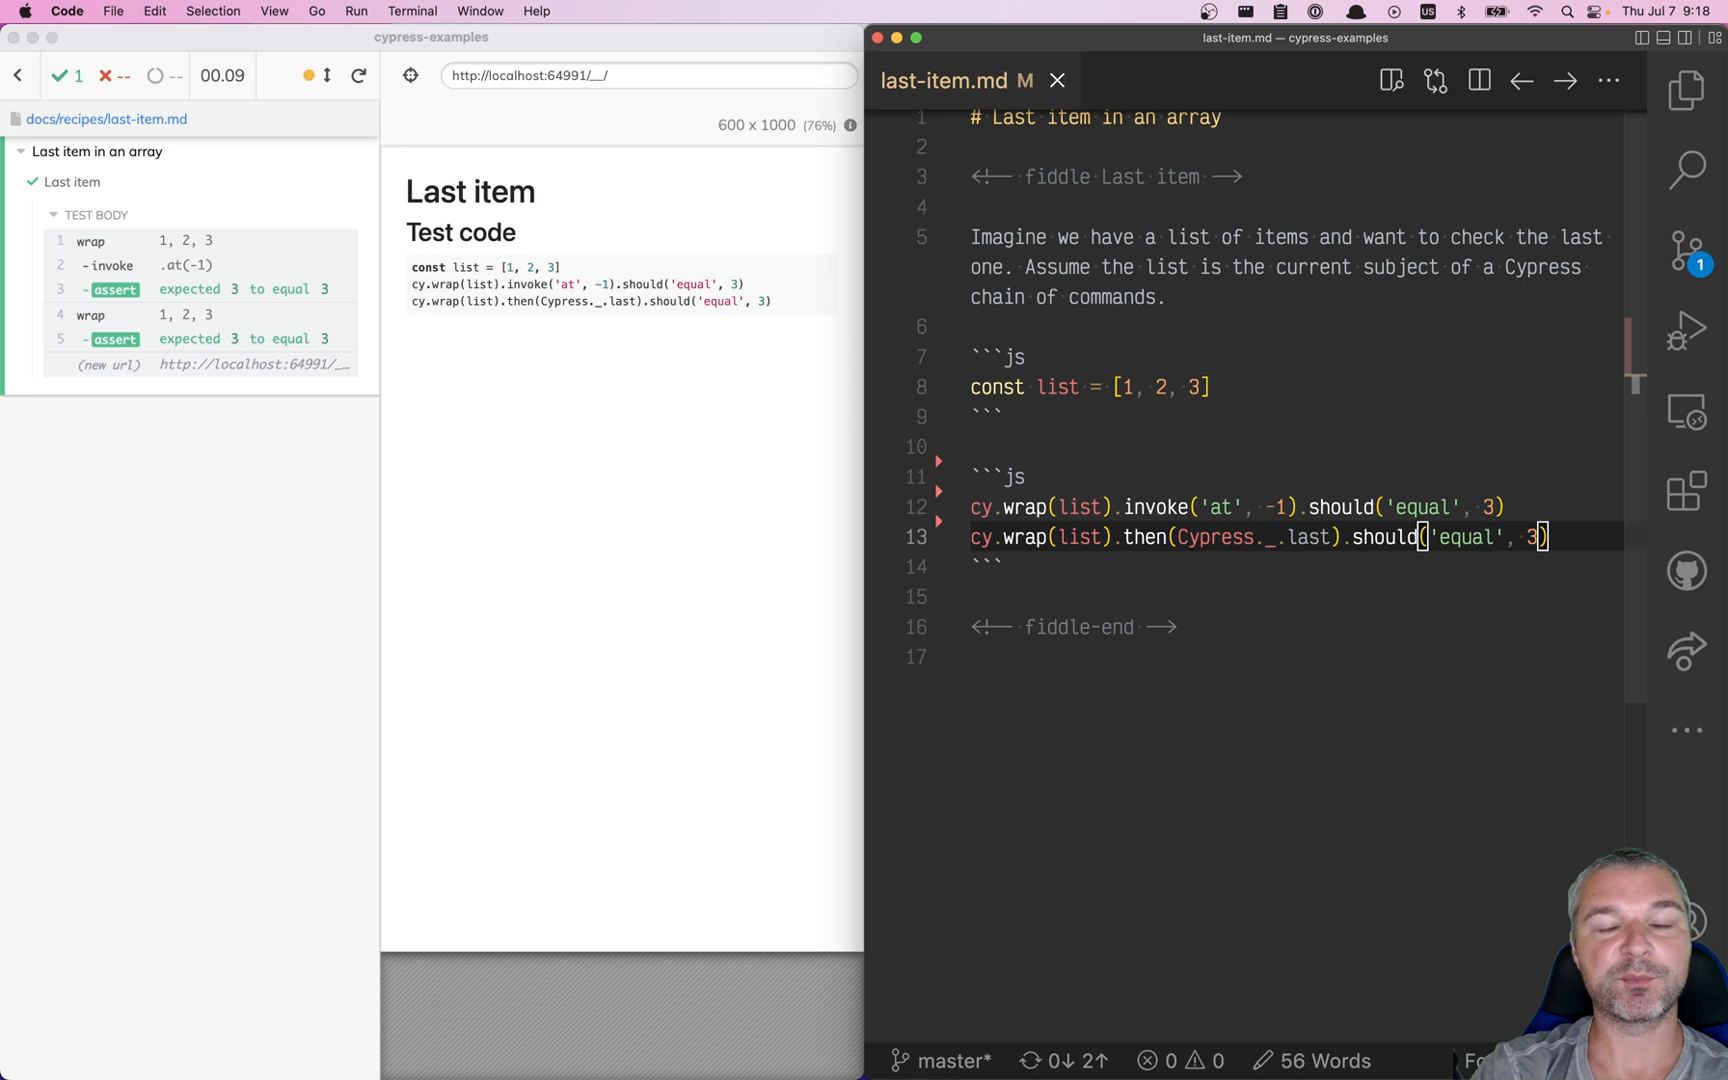 Code File Edit Selection View Go Run Terminal Window Help
US Thu Jul 7 9:18
cypress-examples
1 -- -- 00.09
http://localhost:64991/__/
docs/recipes/last-item.md
600 x 1000 (76%)
Last item in an array
Last item
TEST BODY
1 wrap 1, 2, 3
2 -invoke .at(-1)
3 -assert expected 3 to equal 3
4 wrap 1, 2, 3
5 -assert expected 3 to equal 3
(new url) http://localhost:64991/_…
Last item
Test code
const list = [1, 2, 3]
cy.wrap(list).invoke('at', -1).should('equal', 3)
cy.wrap(list).then(Cypress._.last).should('equal', 3)
last-item.md — cypress-examples
last-item.md M
1 # Last item in an array
2
3 <!-- fiddle Last item -->
4
5 Imagine we have a list of items and want to check the last
one. Assume the list is the current subject of a Cypress
chain of commands.
6
7 ```js
8 const list = [1, 2, 3]
9 ```
10
11 ```js
12 cy.wrap(list).invoke('at', -1).should('equal', 3)
13 cy.wrap(list).then(Cypress._.last).should('equal', 3)
14 ```
15
16 <!-- fiddle-end -->
17
1
master* 0↓ 2↑ 0 0 56 Words